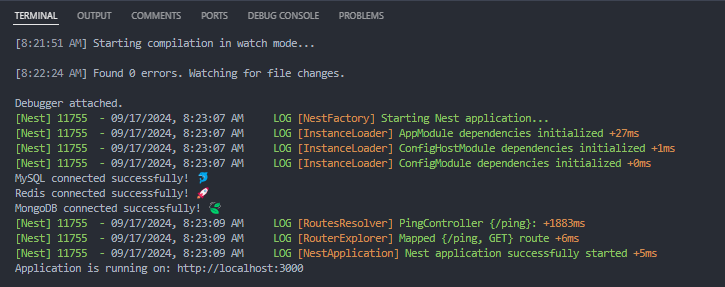 TERMINAL OUTPUT COMMENTS PORTS DEBUG CONSOLE PROBLEMS
[8:21:51 AM] Starting compilation in watch mode...
[8:22:24 AM] Found 0 errors. Watching for file changes.
Debugger attached.
[Nest] 11755  - 09/17/2024, 8:23:07 AM     LOG [NestFactory] Starting Nest application...
[Nest] 11755  - 09/17/2024, 8:23:07 AM     LOG [InstanceLoader] AppModule dependencies initialized +27ms
[Nest] 11755  - 09/17/2024, 8:23:07 AM     LOG [InstanceLoader] ConfigHostModule dependencies initialized +1ms
[Nest] 11755  - 09/17/2024, 8:23:07 AM     LOG [InstanceLoader] ConfigModule dependencies initialized +0ms
MySQL connected successfully! 🐬
Redis connected successfully! 🚀
MongoDB connected successfully! 🍃
[Nest] 11755  - 09/17/2024, 8:23:09 AM     LOG [RoutesResolver] PingController {/ping}: +1883ms
[Nest] 11755  - 09/17/2024, 8:23:09 AM     LOG [RouterExplorer] Mapped {/ping, GET} route +6ms
[Nest] 11755  - 09/17/2024, 8:23:09 AM     LOG [NestApplication] Nest application successfully started +5ms
Application is running on: http://localhost:3000